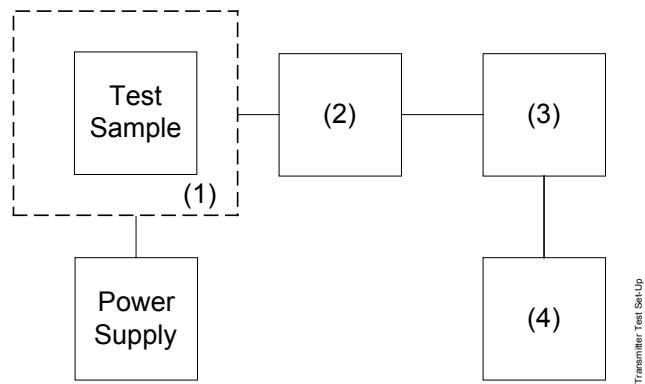 Test
Sample
(1)
(2)
(3)
Power
Supply
(4)
Transmitter Test Set-Up